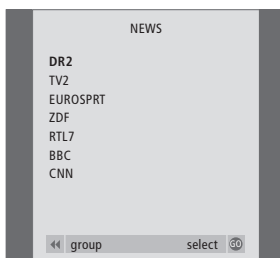 NEWS
DR2
TV2
EUROSPRT
ZDF
RTL7
BBC
CNN
group select GO